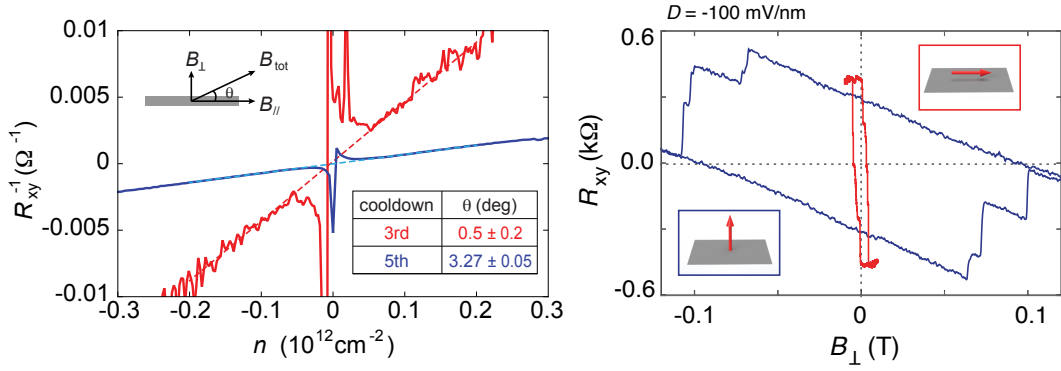 0.01
0.005
0
-0.005
-0.01
R_xy^-1 (Ω^-1)
B⊥
B_tot
θ
B_//
cooldown θ (deg)
3rd 0.5 ± 0.2
5th 3.27 ± 0.05
-0.3 -0.2 -0.1 0 0.1 0.2 0.3
n (10^12 cm^-2)
D = -100 mV/nm
0.6
0.0
-0.6
R_xy (kΩ)
-0.1 0 0.1
B⊥ (T)